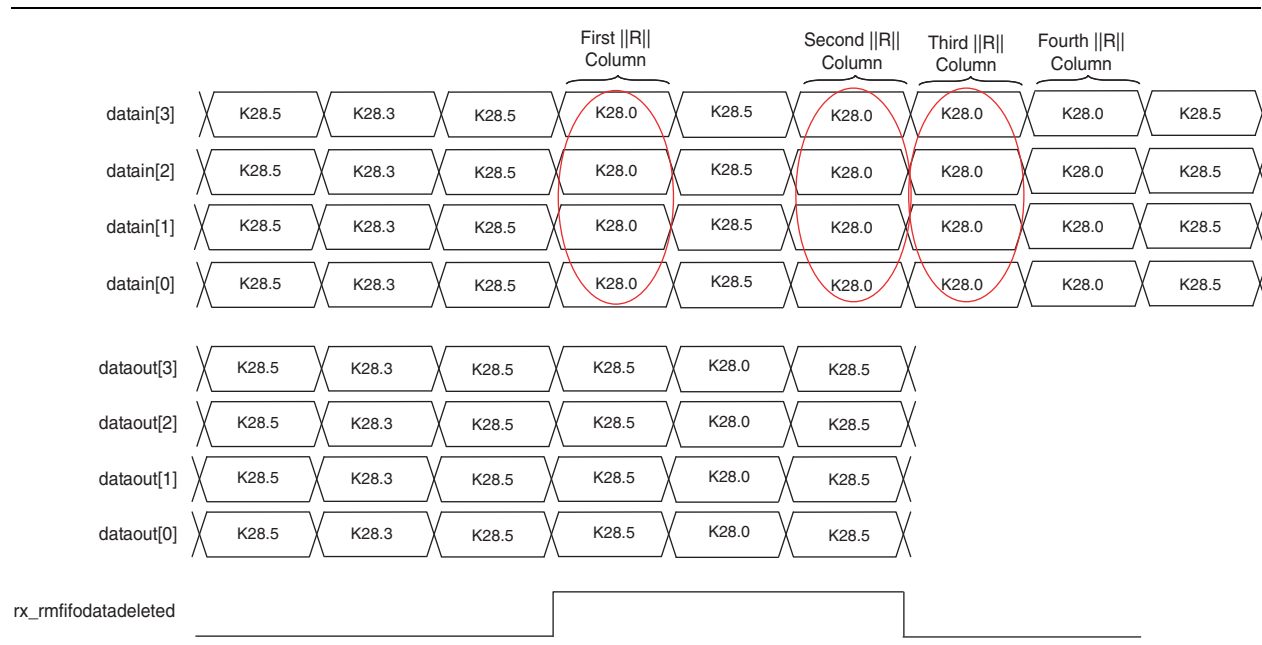 First ||R|| Column
Second ||R|| Column
Third ||R|| Column
Fourth ||R|| Column
datain[3] K28.5 K28.3 K28.5 K28.0 K28.5 K28.0 K28.0 K28.0 K28.5
datain[2] K28.5 K28.3 K28.5 K28.0 K28.5 K28.0 K28.0 K28.0 K28.5
datain[1] K28.5 K28.3 K28.5 K28.0 K28.5 K28.0 K28.0 K28.0 K28.5
datain[0] K28.5 K28.3 K28.5 K28.0 K28.5 K28.0 K28.0 K28.0 K28.5
dataout[3] K28.5 K28.3 K28.5 K28.5 K28.0 K28.5
dataout[2] K28.5 K28.3 K28.5 K28.5 K28.0 K28.5
dataout[1] K28.5 K28.3 K28.5 K28.5 K28.0 K28.5
dataout[0] K28.5 K28.3 K28.5 K28.5 K28.0 K28.5
rx_rmfifodatadeleted